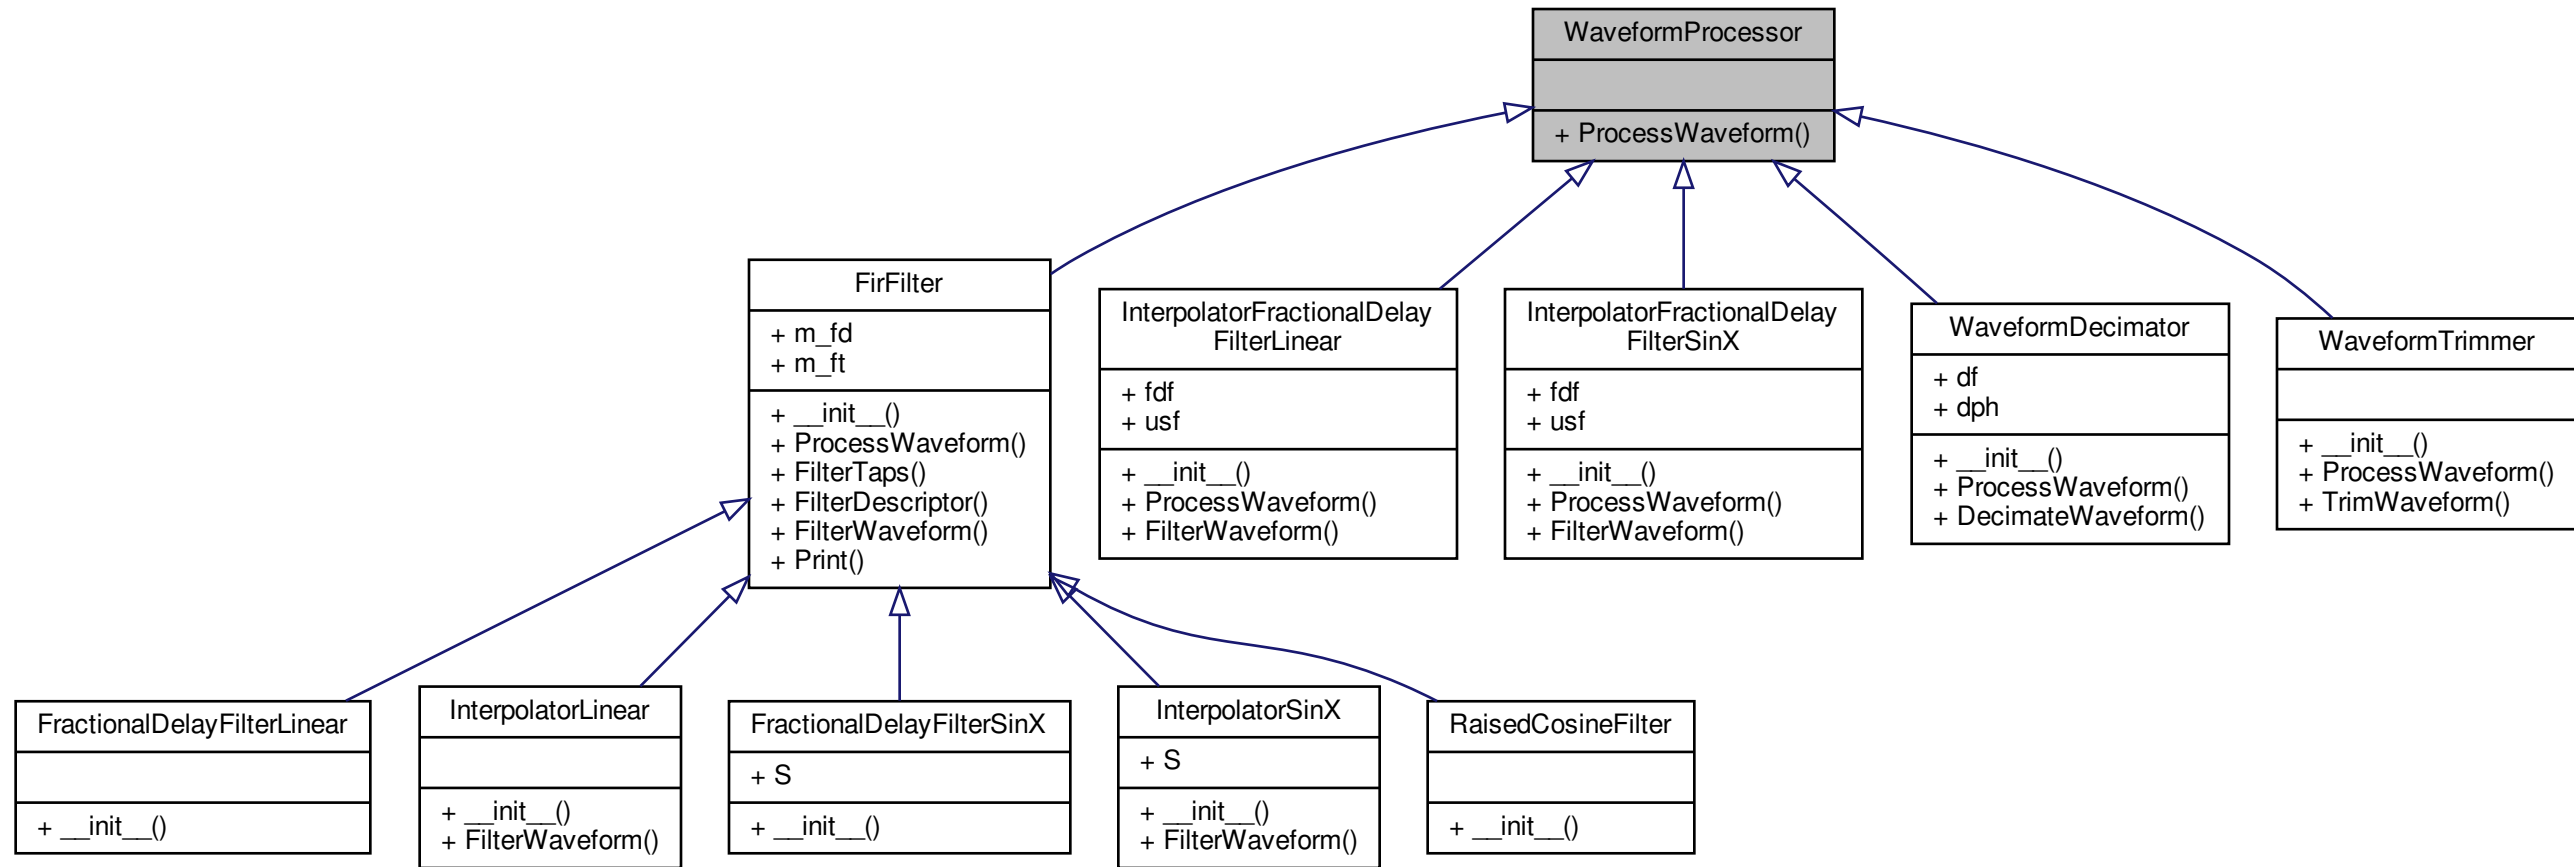 WaveformProcessor
+ ProcessWaveform()
FirFilter
+ m_fd
+ m_ft
+ __init__()
+ ProcessWaveform()
+ FilterTaps()
+ FilterDescriptor()
+ FilterWaveform()
+ Print()
InterpolatorFractionalDelay
FilterLinear
+ fdf
+ usf
+ __init__()
+ ProcessWaveform()
+ FilterWaveform()
InterpolatorFractionalDelay
FilterSinX
+ fdf
+ usf
+ __init__()
+ ProcessWaveform()
+ FilterWaveform()
WaveformDecimator
+ df
+ dph
+ __init__()
+ ProcessWaveform()
+ DecimateWaveform()
WaveformTrimmer
+ __init__()
+ ProcessWaveform()
+ TrimWaveform()
FractionalDelayFilterLinear
+ __init__()
InterpolatorLinear
+ __init__()
+ FilterWaveform()
FractionalDelayFilterSinX
+ S
+ __init__()
InterpolatorSinX
+ S
+ __init__()
+ FilterWaveform()
RaisedCosineFilter
+ __init__()